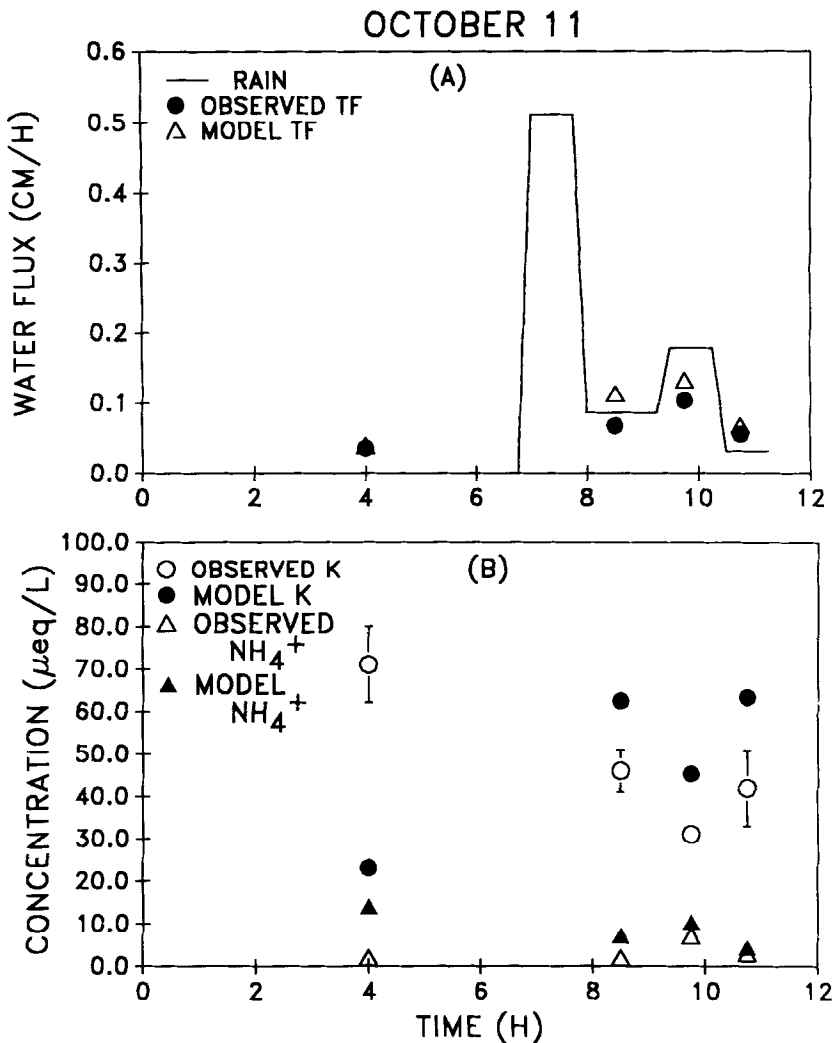 OCTOBER 11
(A)
RAIN
OBSERVED TF
MODEL TF
WATER FLUX (CM/H)
0.6
0.5
0.4
0.3
0.2
0.1
0.0
0 2 4 6 8 10 12
(B)
OBSERVED K
MODEL K
OBSERVED
NH4+
MODEL
NH4+
CONCENTRATION (μeq/L)
100.0
90.0
80.0
70.0
60.0
50.0
40.0
30.0
20.0
10.0
0.0
0 2 4 6 8 10 12
TIME (H)